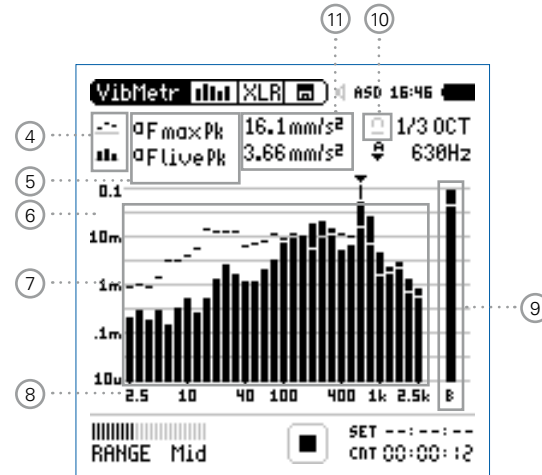 11 10
VibMetr XLR ASD 16:46
4 aFmaxPk 16.1mm/s² 1/3 OCT
aFlivePk 3.66mm/s² A 630Hz
5
0.1
6
10m
7
1m
9
.1m
10u
8 2.5 10 40 100 400 1k 2.5k B
SET --:--:--
RANGE Mid CNT 00:00:12